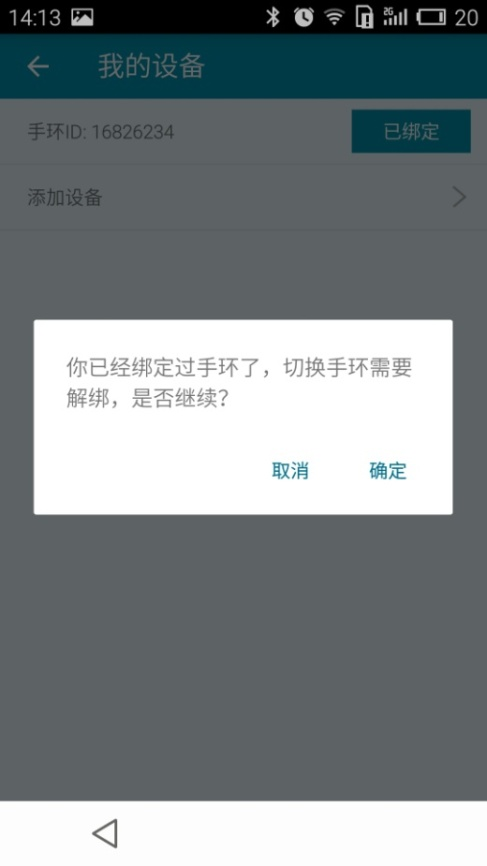 14:13 2G 20
我的设备
手环ID: 16826234 已绑定
添加设备
你已经绑定过手环了，切换手环需要
解绑，是否继续？
取消 确定